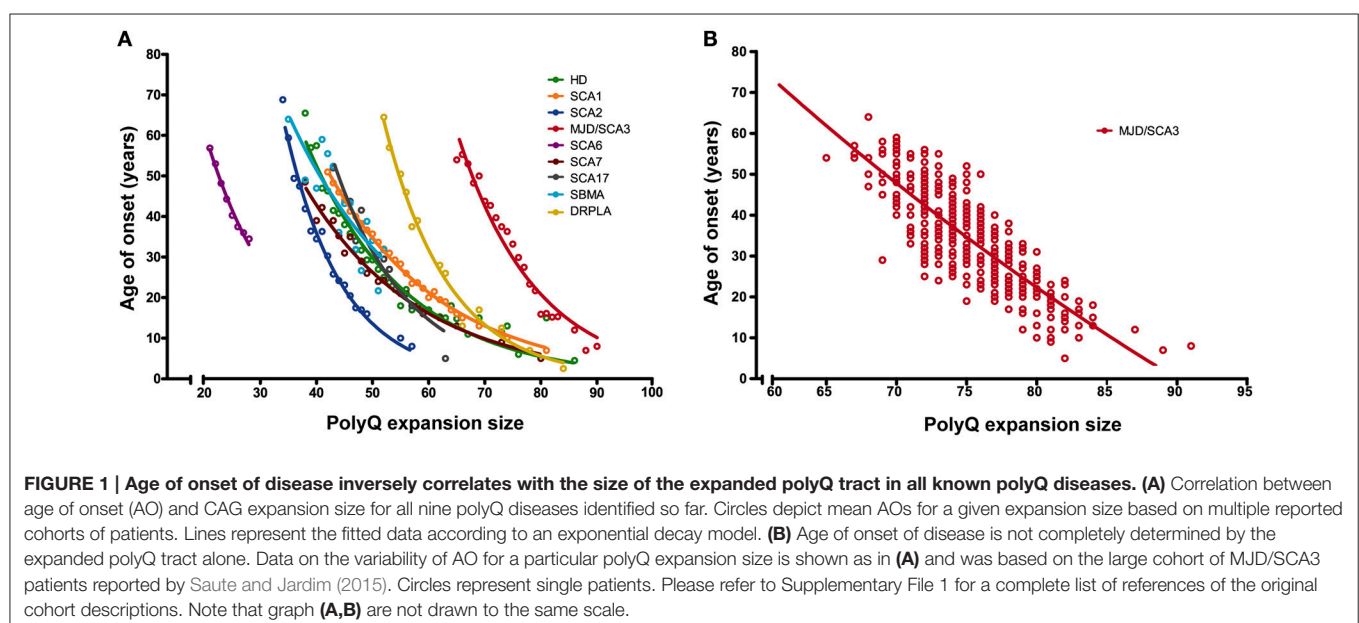 A
B
80
70
60
50
40
30
20
10
0
Age of onset (years)
20 30 40 50 60 70 80 90 100
PolyQ expansion size
HD
SCA1
SCA2
MJD/SCA3
SCA6
SCA7
SCA17
SBMA
DRPLA
80
70
60
50
40
30
20
10
0
Age of onset (years)
60 65 70 75 80 85 90 95
PolyQ expansion size
MJD/SCA3
FIGURE 1 | Age of onset of disease inversely correlates with the size of the expanded polyQ tract in all known polyQ diseases. (A) Correlation between
age of onset (AO) and CAG expansion size for all nine polyQ diseases identified so far. Circles depict mean AOs for a given expansion size based on multiple reported
cohorts of patients. Lines represent the fitted data according to an exponential decay model. (B) Age of onset of disease is not completely determined by the
expanded polyQ tract alone. Data on the variability of AO for a particular polyQ expansion size is shown as in (A) and was based on the large cohort of MJD/SCA3
patients reported by Saute and Jardim (2015). Circles represent single patients. Please refer to Supplementary File 1 for a complete list of references of the original
cohort descriptions. Note that graph (A,B) are not drawn to the same scale.